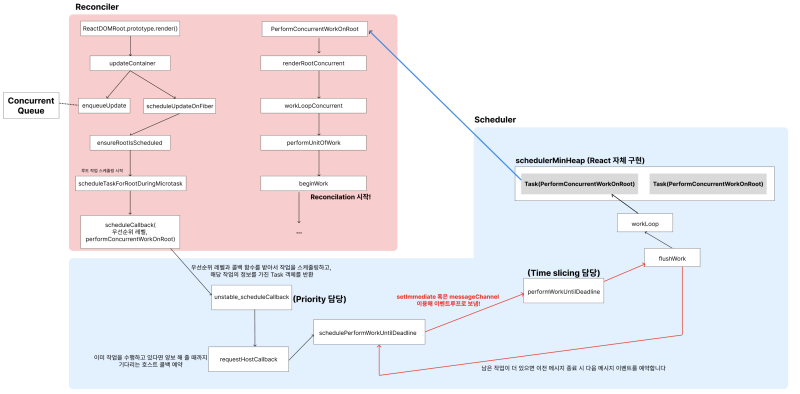 Reconciler
ReactDOMRoot.prototype.render()
updateContainer
enqueueUpdate
scheduleUpdateOnFiber
Concurrent
Queue
ensureRootIsScheduled
루트 작업 스케줄링 시작
scheduleTaskForRootDuringMicrotask
scheduleCallback(
우선순위 레벨,
performConcurrentWorkOnRoot)
PerformConcurrentWorkOnRoot
renderRootConcurrent
workLoopConcurrent
performUnitOfWork
beginWork
Reconcilation 시작!
...
Scheduler
schedulerMinHeap (React 자체 구현)
Task(PerformConcurrentWorkOnRoot)
Task(PerformConcurrentWorkOnRoot)
workLoop
flushWork
(Time slicing 담당)
performWorkUntilDeadline
우선순위 레벨과 콜백 함수를 받아서 작업을 스케줄링하고,
해당 작업의 정보를 가진 Task 객체를 반환
unstable_scheduleCallback
(Priority 담당)
setImmediate 혹은 messageChannel
이용해 이벤트루프로 보냄!
schedulePerformWorkUntilDeadline
이미 작업을 수행하고 있다면 양보 해 줄 때까지
기다리라는 호스트 콜백 예약
requestHostCallback
남은 작업이 더 있으면 이전 메시지 종료 시 다음 메시지 이벤트를 예약합니다